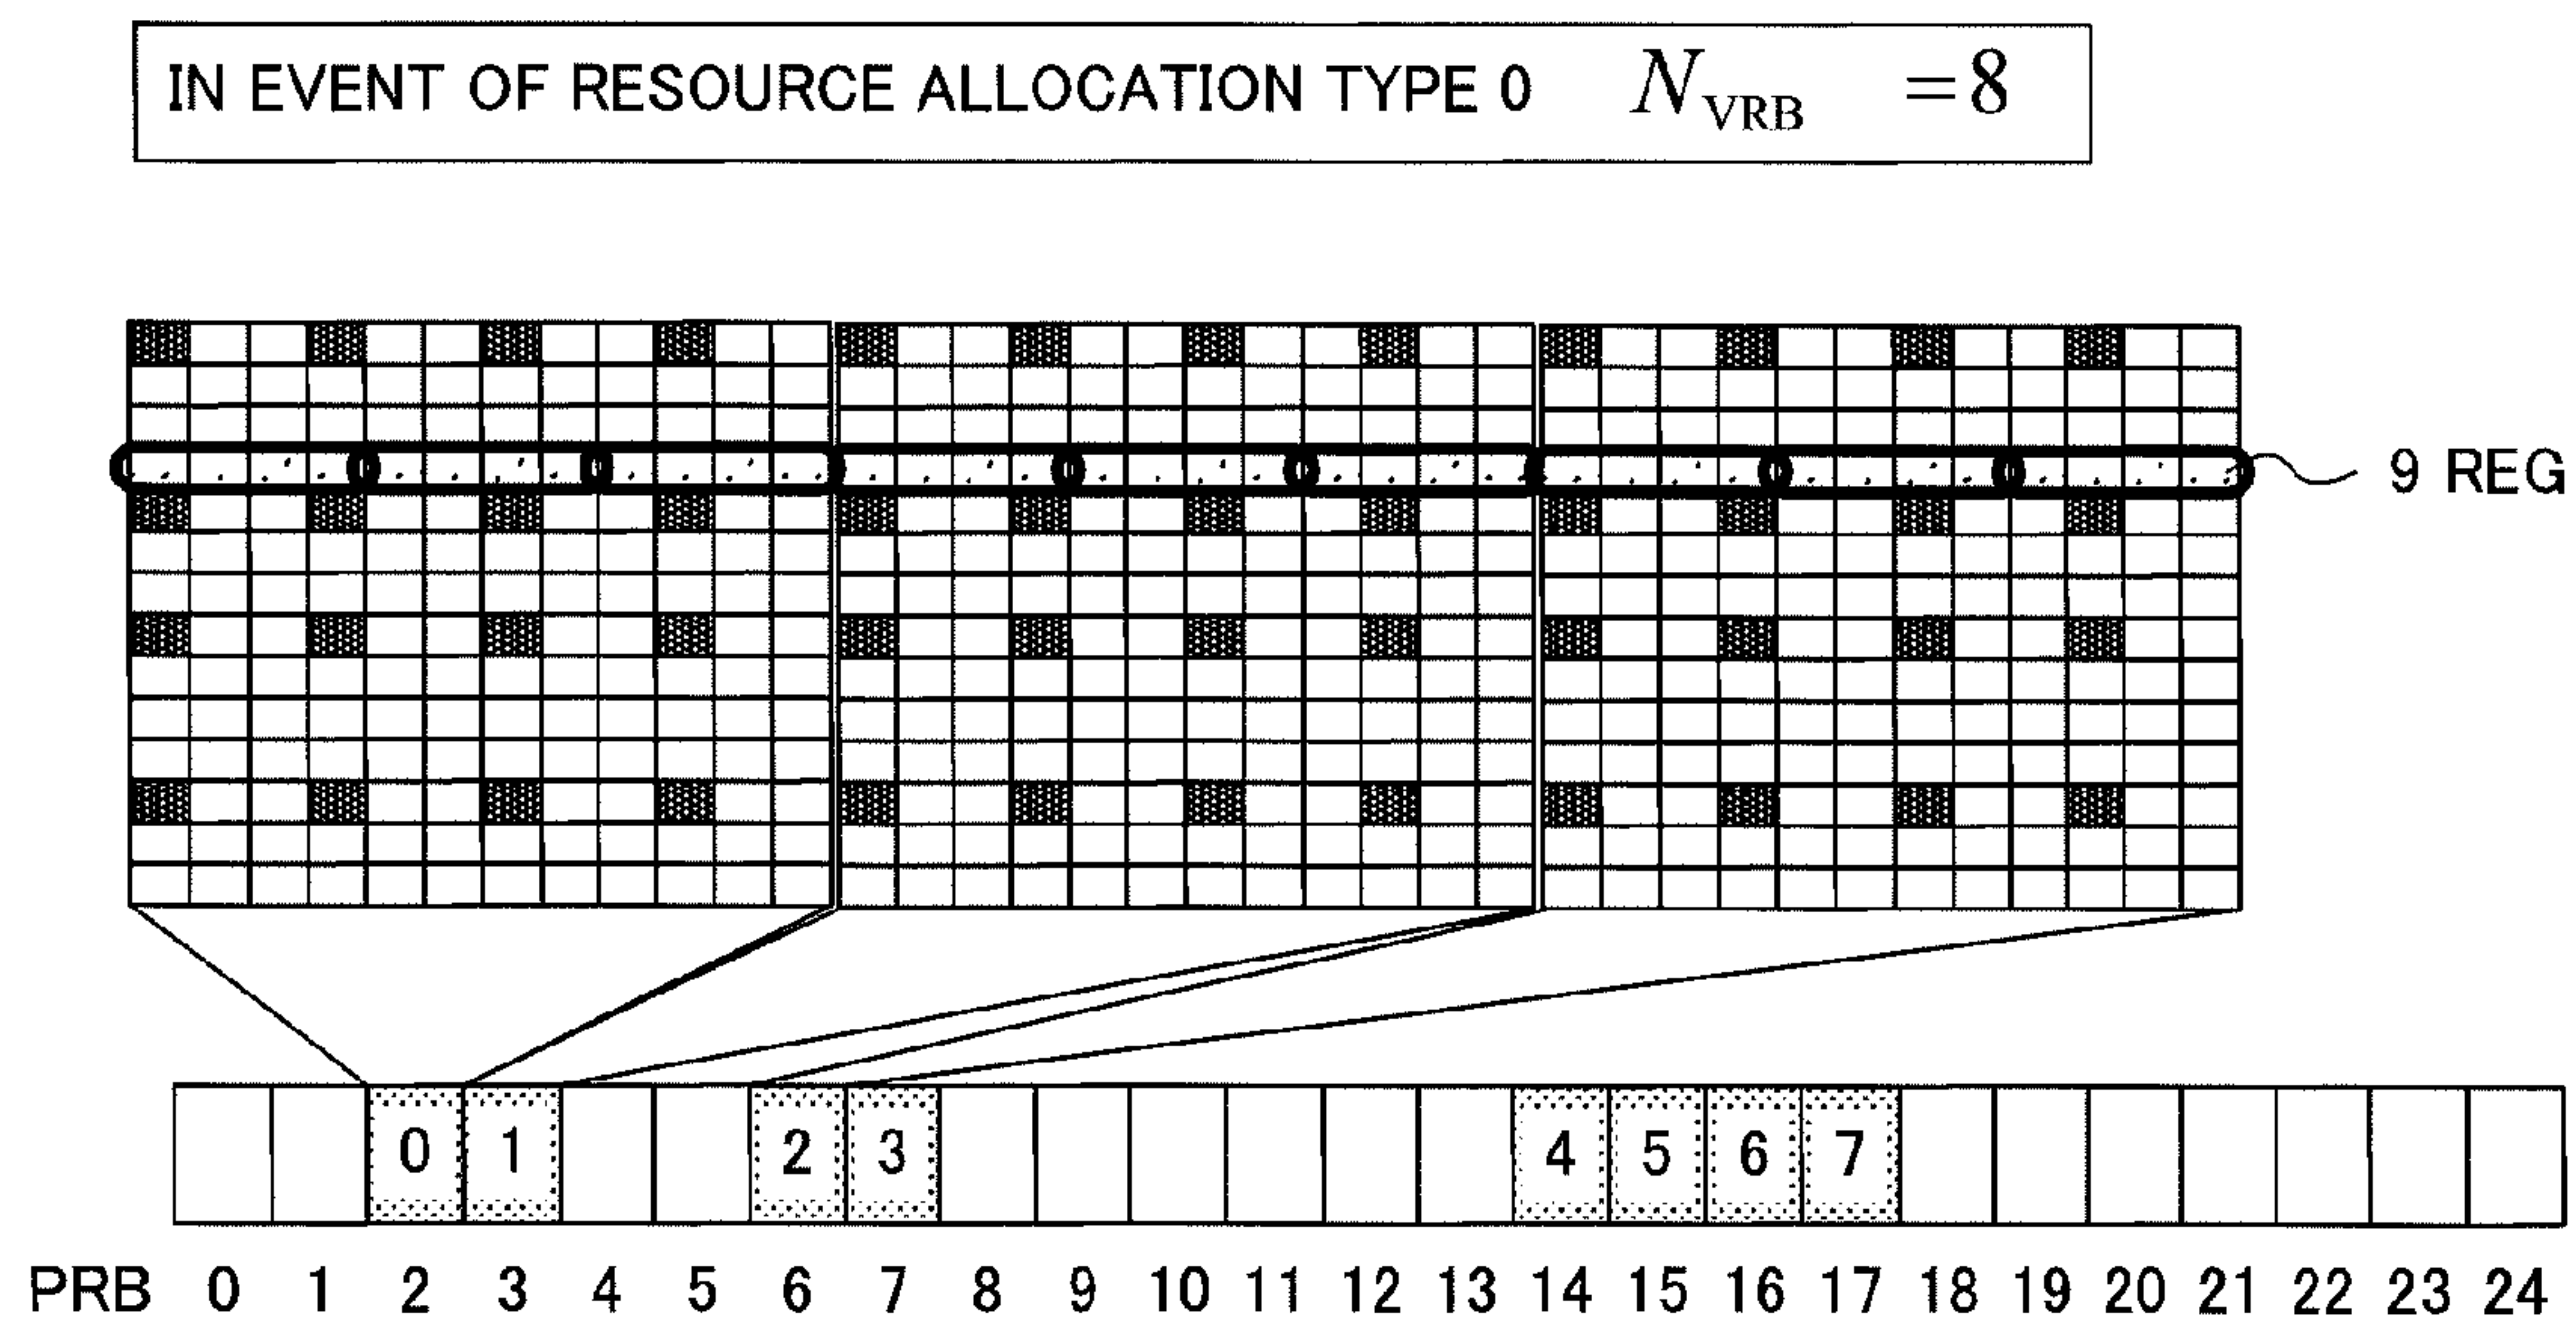 IN EVENT OF RESOURCE ALLOCATION TYPE 0 N_VRB =8
9 REG
0 1 2 3 4 5 6 7
PRB 0 1 2 3 4 5 6 7 8 9 10 11 12 13 14 15 16 17 18 19 20 21 22 23 24